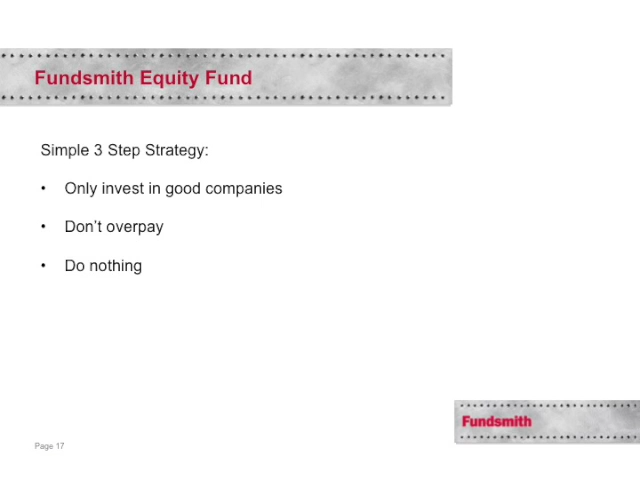 Fundsmith Equity Fund
Simple 3 Step Strategy:
• Only invest in good companies
• Don’t overpay
• Do nothing
Fundsmith
Page 17